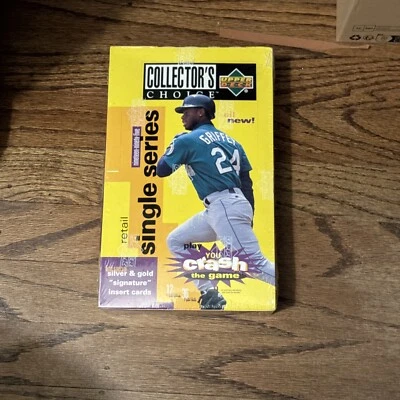 COLLECTOR'S
CHOICE
UPPER
DECK
all
new!
GRIFFEY
24
single series
retail
play
YOU
crash
the game
silver & gold
"signature"
insert cards
12